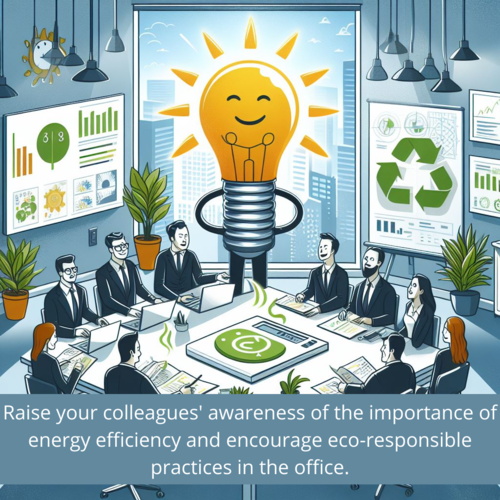 Raise your colleagues' awareness of the importance of
energy efficiency and encourage eco-responsible
practices in the office.